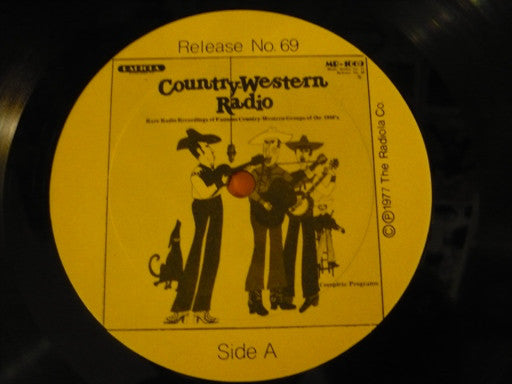 Release No. 69
RADIOLA
MR-1069
Country-Western
Radio
Rare Radio Recordings of Famous Country-Western Groups of the 1940's
Complete Programs
©℗1977 The Radiola Co.
Side A